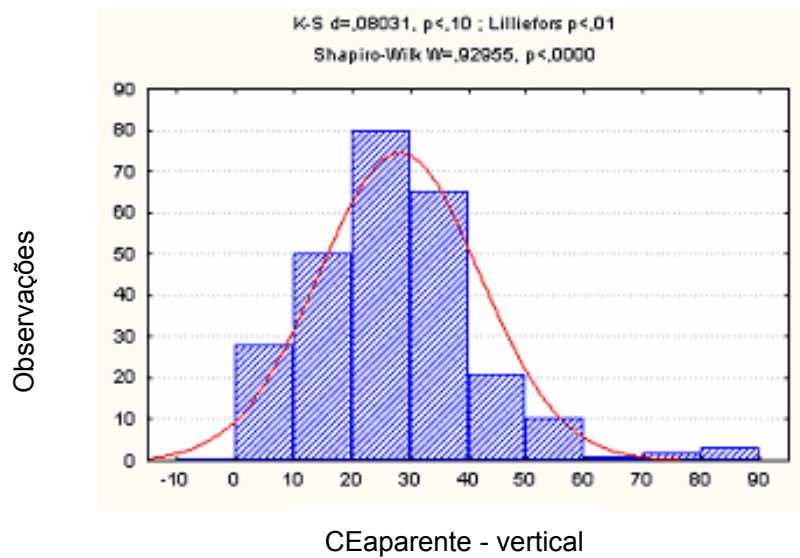 K-S d=,08031, p<,10 ; Lilliefors p<,01
Shapiro-Wilk W=,92955, p<,0000
Observações
90
80
70
60
50
40
30
20
10
0
-10 0 10 20 30 40 50 60 70 80 90
CEaparente - vertical